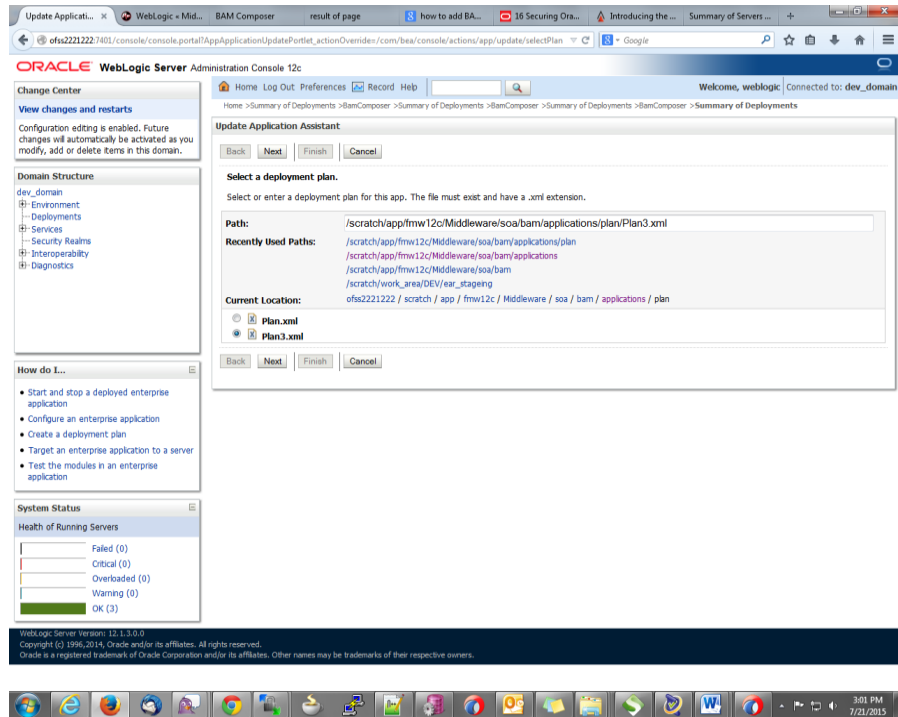 Update Applicati... ×
WebLogic « Mid...
BAM Composer
result of page
how to add BA...
16 Securing Ora...
Introducing the ...
Summary of Servers ...
ofss2221222:7401/console/console.portal?AppApplicationUpdatePortlet_actionOverride=/com/bea/console/actions/app/update/selectPlan
Google
ORACLE WebLogic Server Administration Console 12c
Change Center
View changes and restarts
Configuration editing is enabled. Future
changes will automatically be activated as you
modify, add or delete items in this domain.
Domain Structure
dev_domain
Environment
Deployments
Services
Security Realms
Interoperability
Diagnostics
How do I...
Start and stop a deployed enterprise
application
Configure an enterprise application
Create a deployment plan
Target an enterprise application to a server
Test the modules in an enterprise
application
System Status
Health of Running Servers
Failed (0)
Critical (0)
Overloaded (0)
Warning (0)
OK (3)
Home Log Out Preferences Record Help
Welcome, weblogic Connected to: dev_domain
Home >Summary of Deployments >BamComposer >Summary of Deployments >BamComposer >Summary of Deployments >BamComposer >Summary of Deployments
Update Application Assistant
Back Next Finish Cancel
Select a deployment plan.
Select or enter a deployment plan for this app. The file must exist and have a .xml extension.
Path: /scratch/app/fmw12c/Middleware/soa/bam/applications/plan/Plan3.xml
Recently Used Paths: /scratch/app/fmw12c/Middleware/soa/bam/applications/plan
/scratch/app/fmw12c/Middleware/soa/bam/applications
/scratch/app/fmw12c/Middleware/soa/bam
/scratch/work_area/DEV/ear_stageing
Current Location: ofss2221222 / scratch / app / fmw12c / Middleware / soa / bam / applications / plan
Plan.xml
Plan3.xml
Back Next Finish Cancel
WebLogic Server Version: 12.1.3.0.0
Copyright (c) 1996,2014, Oracle and/or its affiliates. All rights reserved.
Oracle is a registered trademark of Oracle Corporation and/or its affiliates. Other names may be trademarks of their respective owners.
3:01 PM
7/21/2015